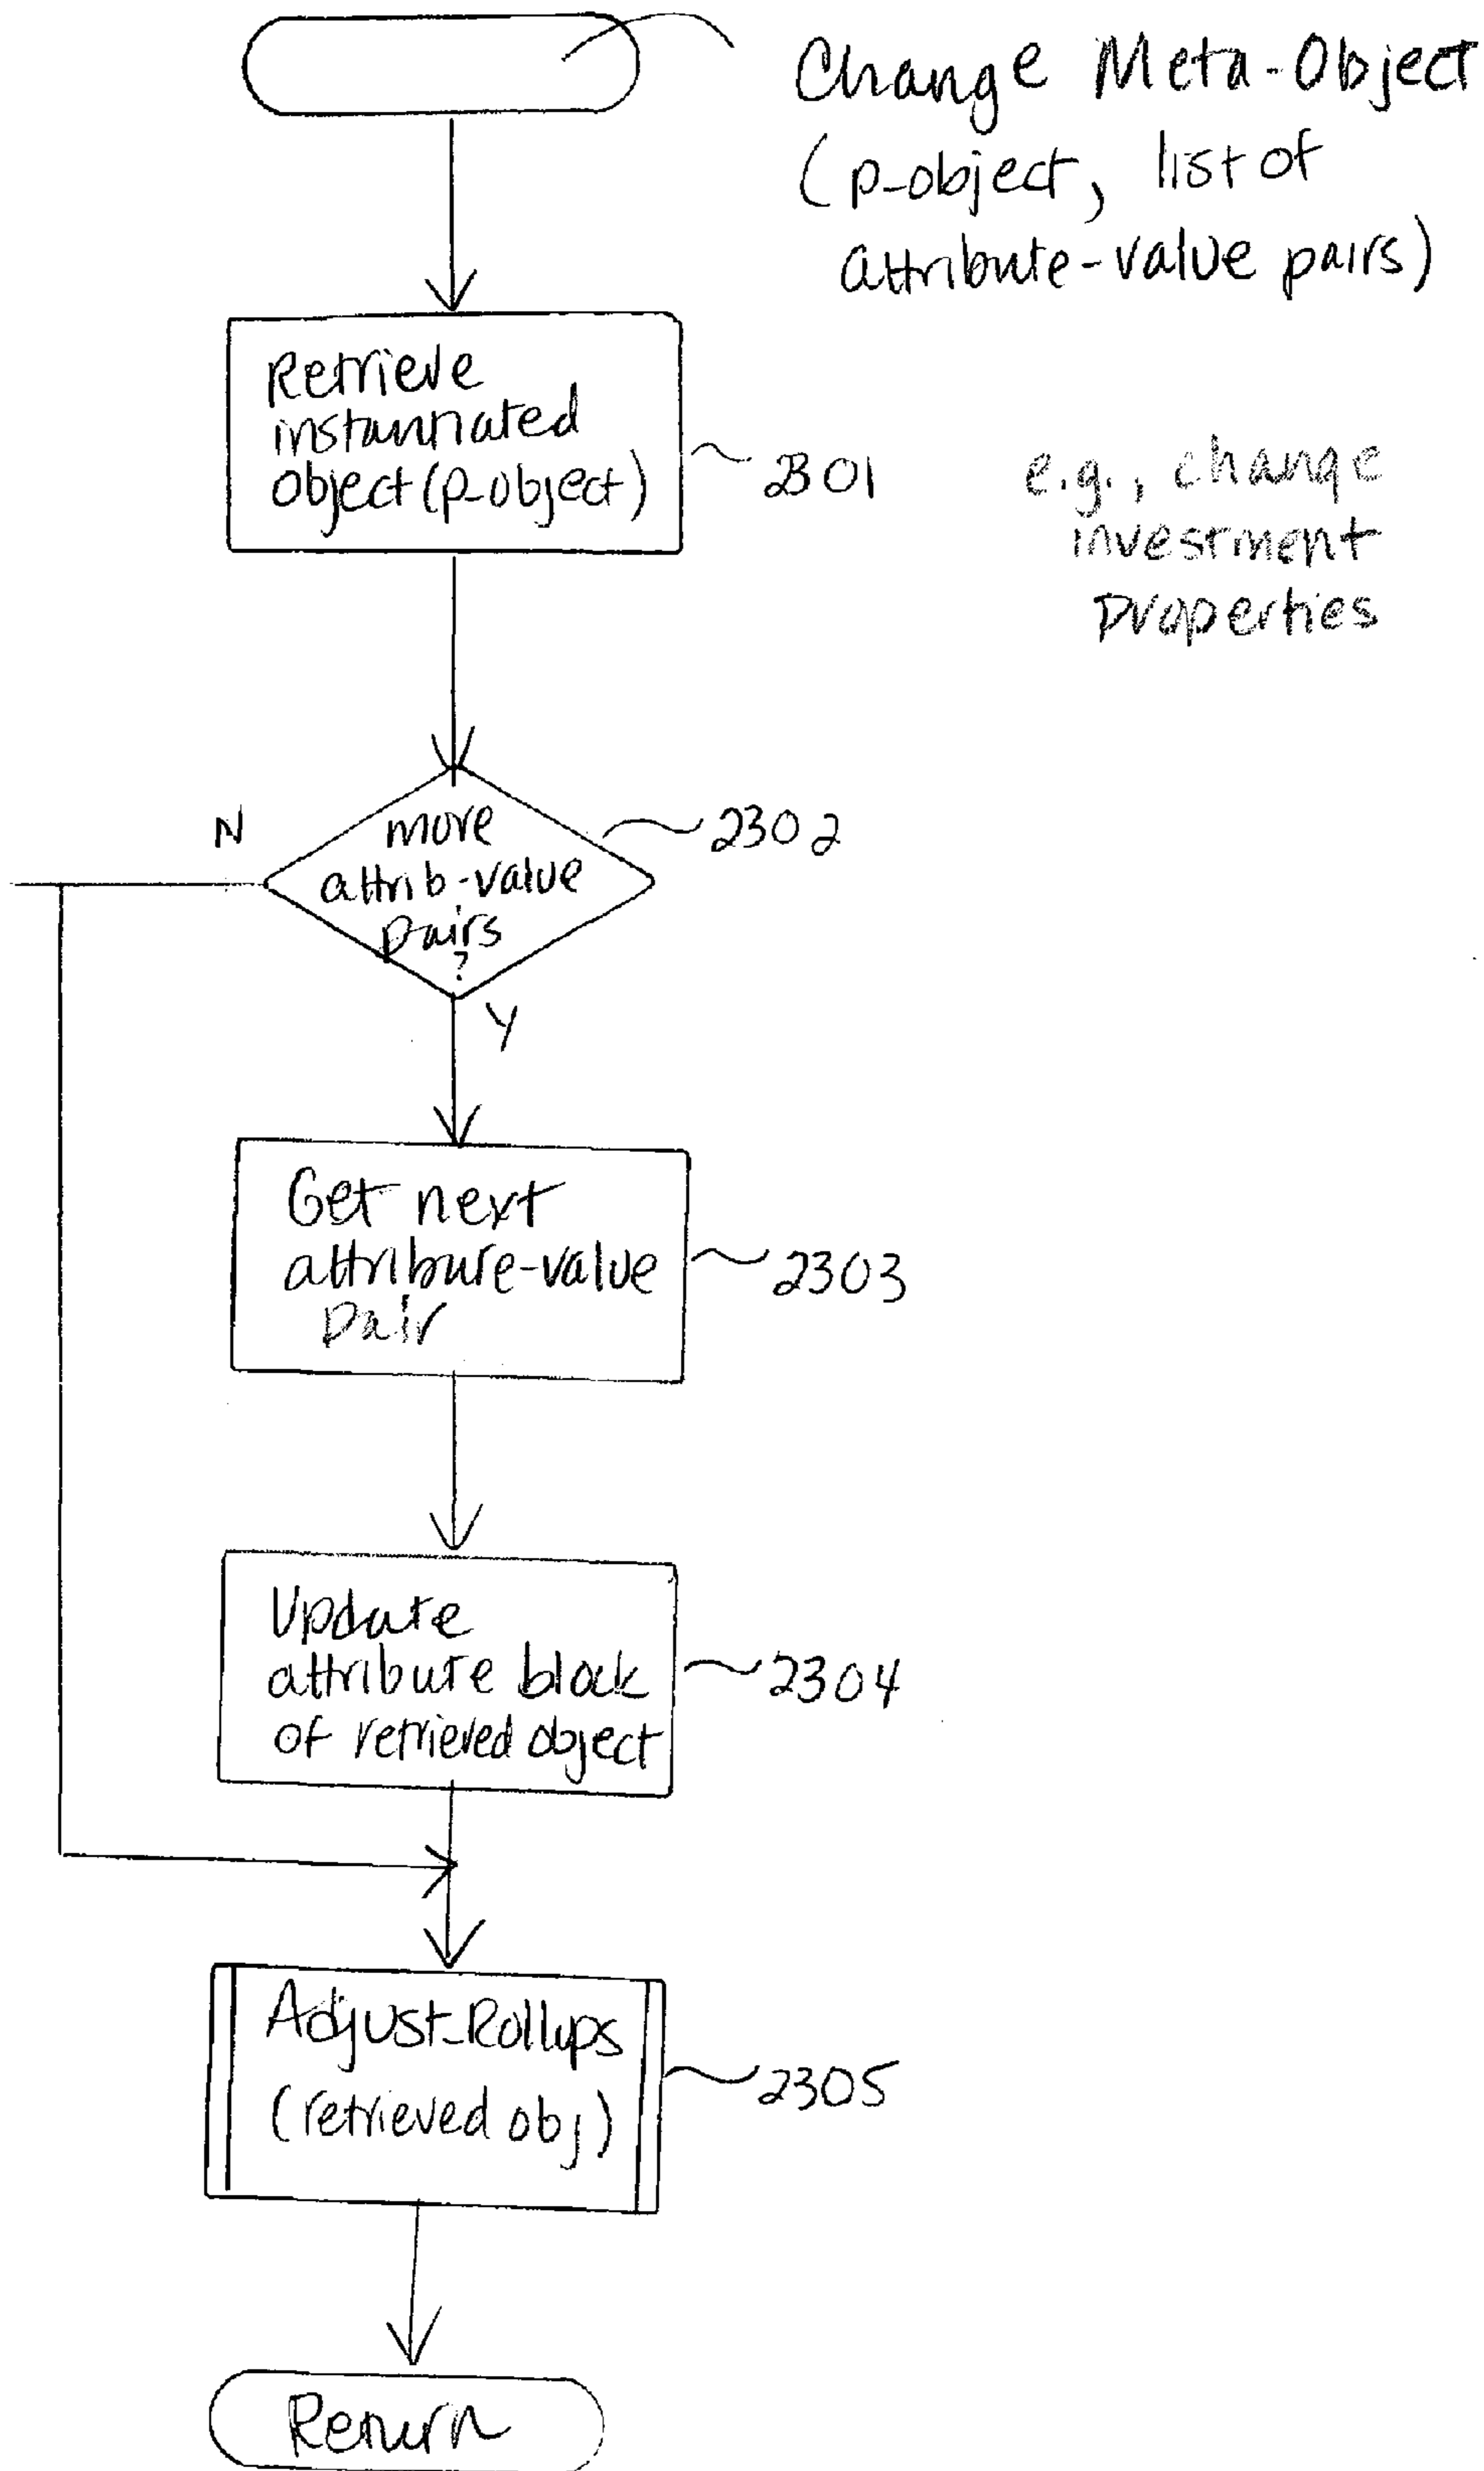 Change Meta-Object
(p-object, list of
attribute-value pairs)
Retrieve
instantiated
object (p-object)
2301
e.g., change
investment
properties
N
more
attrib-value
pairs
?
2302
Y
Get next
attribute-value
pair
2303
Update
attribute block
of retrieved object
2304
Adjust-Rollups
(retrieved obj)
2305
Return